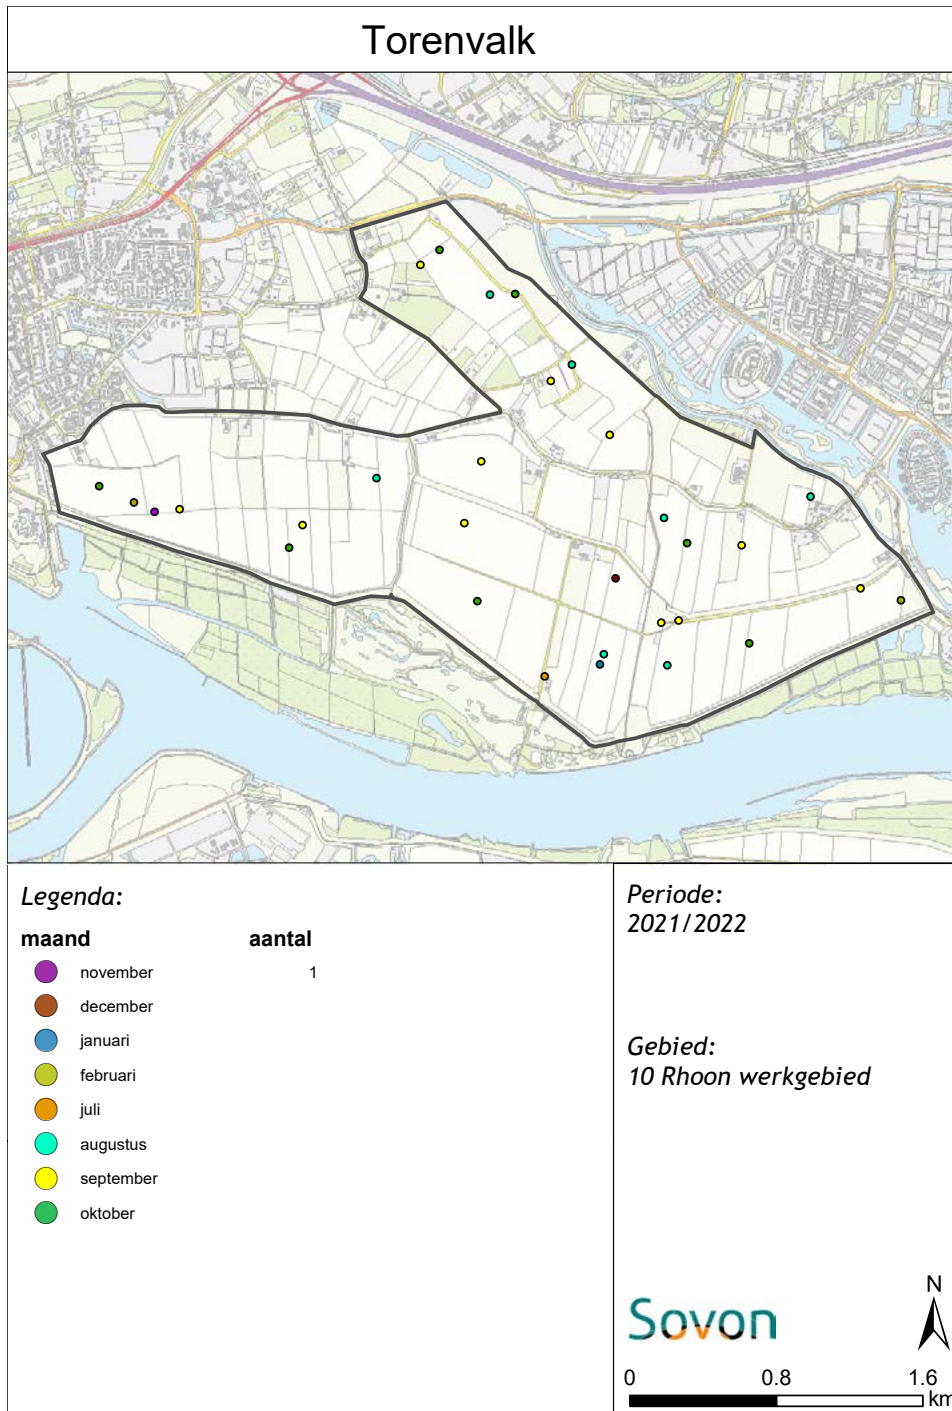 Torenvalk
Legenda:
maand
aantal
november
1
december
januari
februari
juli
augustus
september
oktober
Periode:
2021/2022
Gebied:
10 Rhoon werkgebied
Sovon
N
0
0.8
1.6
km